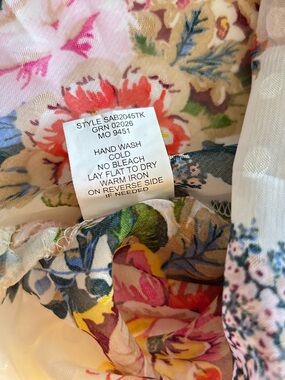 STYLE SAB2045TK
GRN 02026
MO 9451
HAND WASH
COLD
NO BLEACH
LAY FLAT TO DRY
WARM IRON
ON REVERSE SIDE
IF NEEDED